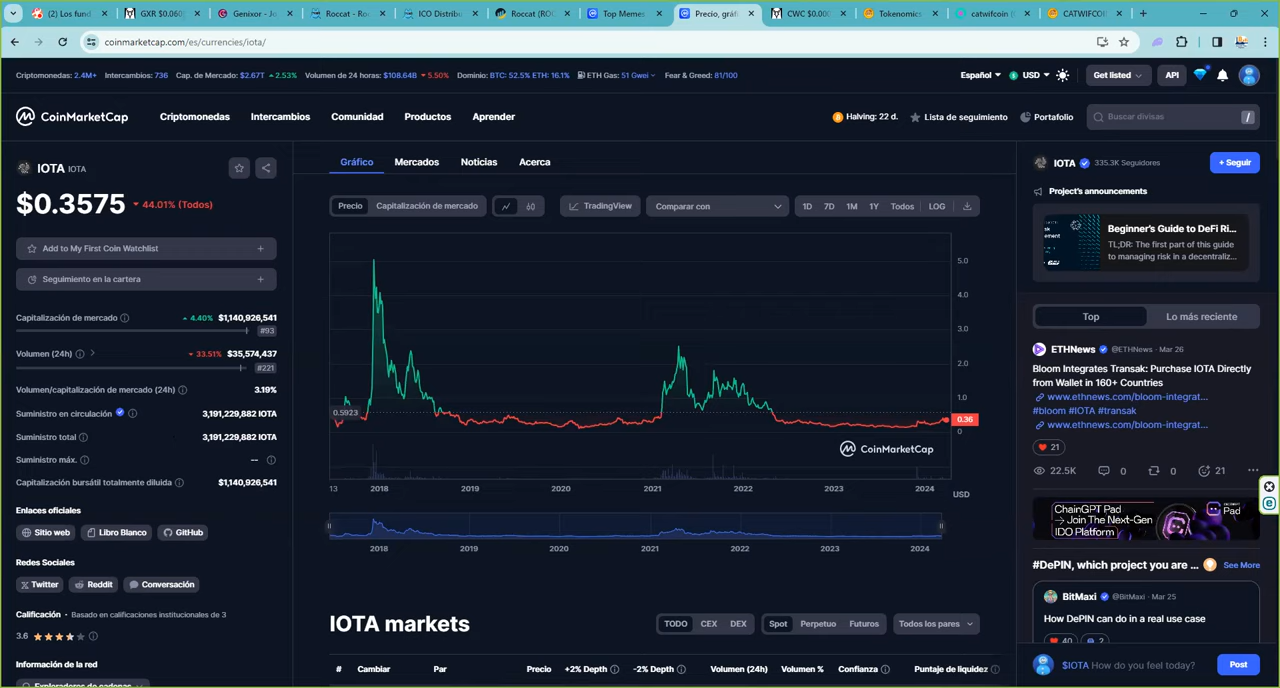 (2) Los fund
GXR $0.060
Genixor - Jo
Roccat - Ro
ICO Distribe
Roccat (ROC
Top Memes
Precio, gráfi
CWC $0.000
Tokenomics
catwifcoin (
CATWIFCOI
coinmarketcap.com/es/currencies/iota/
Criptomonedas: 2.4M+ Intercambios: 736 Cap. de Mercado: $2.67T 2.53% Volumen de 24 horas: $108.64B 5.50% Dominio: BTC: 52.5% ETH: 16.1% ETH Gas: 51 Gwei Fear & Greed: 81/100
Español USD Get listed API
CoinMarketCap
Criptomonedas Intercambios Comunidad Productos Aprender
Halving: 22 d. Lista de seguimiento Portafolio Buscar divisas /
IOTA IOTA
$0.3575 44.01% (Todos)
Add to My First Coin Watchlist +
Seguimiento en la cartera +
Capitalización de mercado 4.40% $1,140,926,541
#93
Volumen (24h) 33.51% $35,574,437
#221
Volumen/capitalización de mercado (24h) 3.19%
Suministro en circulación 3,191,229,882 IOTA
Suministro total 3,191,229,882 IOTA
Suministro máx. --
Capitalización bursátil totalmente diluida $1,140,926,541
Enlaces oficiales
Sitio web Libro Blanco GitHub
Redes Sociales
Twitter Reddit Conversación
Calificación · Basado en calificaciones institucionales de 3
3.6
Información de la red
Exploradores de cadenas
Gráfico Mercados Noticias Acerca
Precio Capitalización de mercado TradingView Comparar con 1D 7D 1M 1Y Todos LOG
5.0
4.0
3.0
2.0
1.0
0.5923
0.36
0
CoinMarketCap
13 2018 2019 2020 2021 2022 2023 2024
USD
2018 2019 2020 2021 2022 2023 2024
IOTA markets
TODO CEX DEX Spot Perpetuo Futuros Todos los pares
# Cambiar Par Precio +2% Depth -2% Depth Volumen (24h) Volumen % Confianza Puntaje de liquidez
IOTA 335.3K Seguidores + Seguir
Project's announcements
Beginner's Guide to DeFi Ri...
TL;DR: The first part of this guide
to managing risk in a decentraliz...
Top Lo más reciente
ETHNews @ETHNews · Mar 26
Bloom Integrates Transak: Purchase IOTA Directly
from Wallet in 160+ Countries
www.ethnews.com/bloom-integrat...
#bloom #IOTA #transak
www.ethnews.com/bloom-integrat...
21
22.5K 0 0 21
ChainGPT Pad
→ Join The Next-Gen
IDO Platform
Pad
#DePIN, which project you are ... See More
BitMaxi @BitMaxi · Mar 25
How DePIN can do in a real use case
40 2
$IOTA How do you feel today? Post